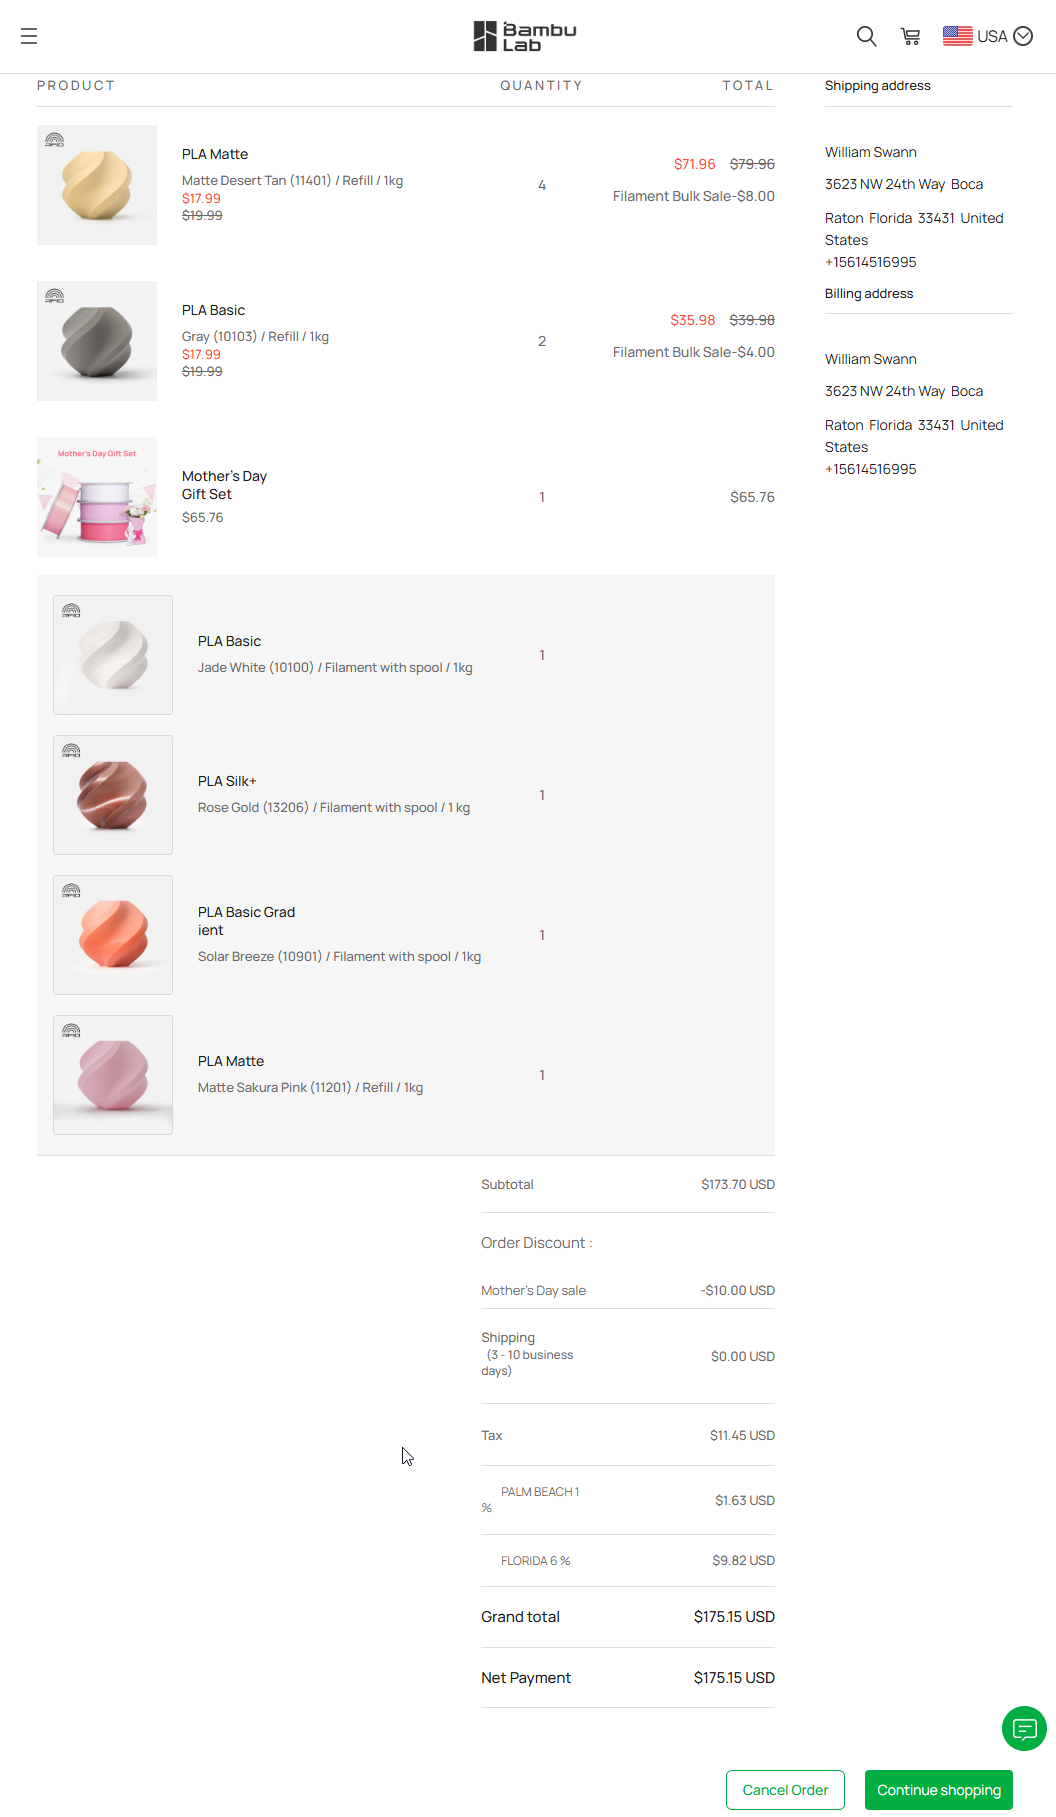 Bambu
Lab
USA
PRODUCT
QUANTITY
TOTAL
PLA Matte
Matte Desert Tan (11401) / Refill / 1kg
$17.99
$19.99
4
$71.96 $79.96
Filament Bulk Sale-$8.00
PLA Basic
Gray (10103) / Refill / 1kg
$17.99
$19.99
2
$35.98 $39.98
Filament Bulk Sale-$4.00
Mother's Day Gift Set
Mother's Day
Gift Set
$65.76
1
$65.76
PLA Basic
Jade White (10100) / Filament with spool / 1kg
1
PLA Silk+
Rose Gold (13206) / Filament with spool / 1 kg
1
PLA Basic Grad
ient
Solar Breeze (10901) / Filament with spool / 1kg
1
PLA Matte
Matte Sakura Pink (11201) / Refill / 1kg
1
Subtotal
$173.70 USD
Order Discount :
Mother's Day sale
-$10.00 USD
Shipping
(3 - 10 business
days)
$0.00 USD
Tax
$11.45 USD
PALM BEACH 1
%
$1.63 USD
FLORIDA 6 %
$9.82 USD
Grand total
$175.15 USD
Net Payment
$175.15 USD
Shipping address
William Swann
3623 NW 24th Way Boca
Raton Florida 33431 United
States
+15614516995
Billing address
William Swann
3623 NW 24th Way Boca
Raton Florida 33431 United
States
+15614516995
Cancel Order
Continue shopping